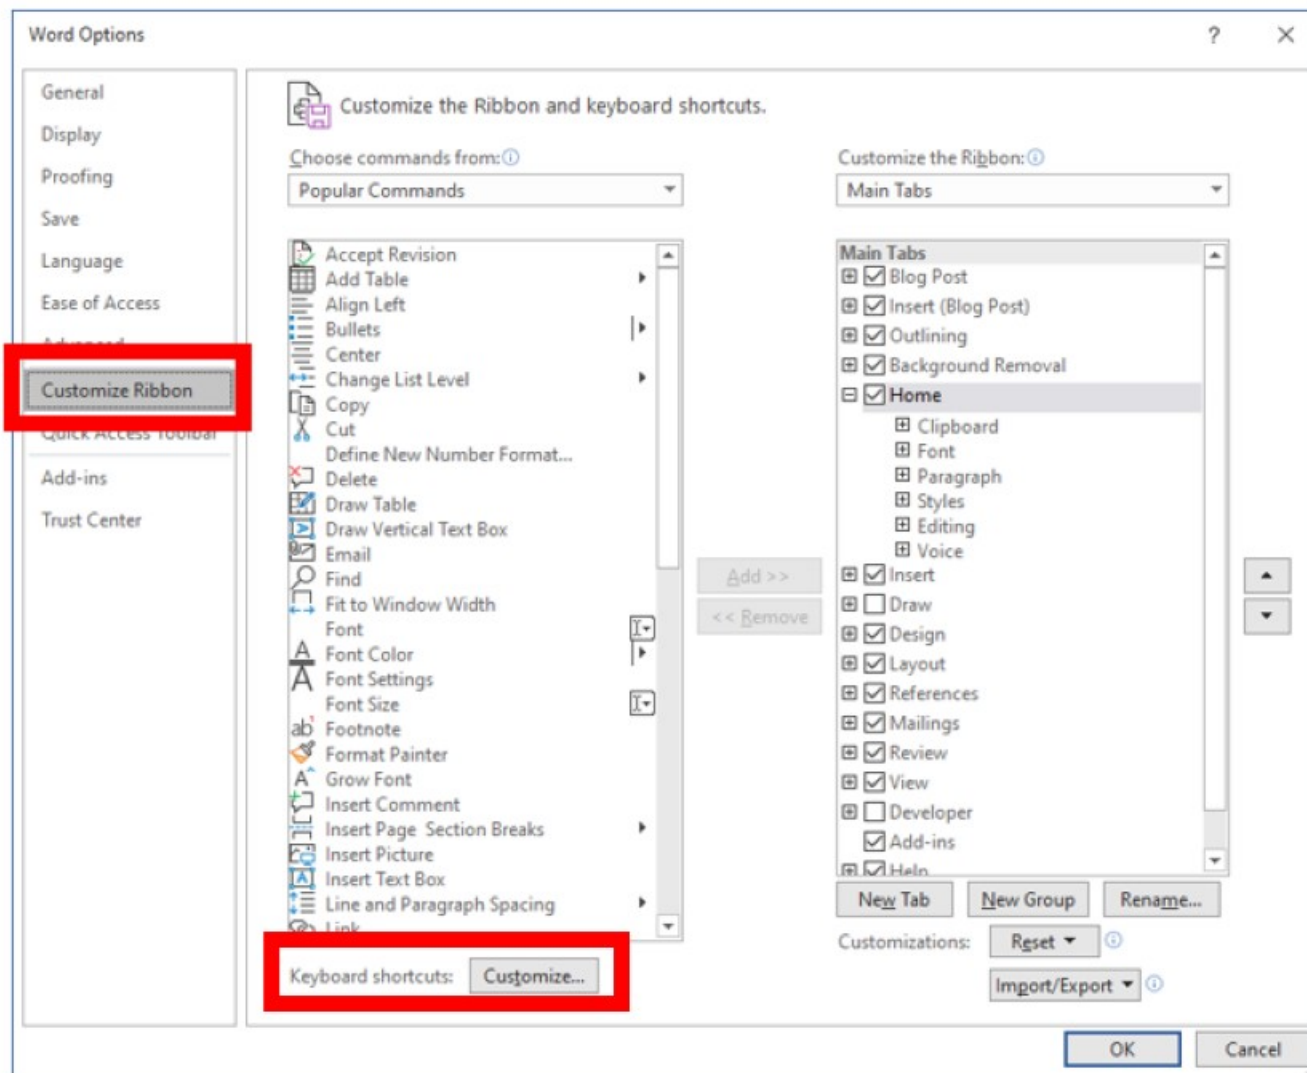 Word Options
?
General
Display
Proofing
Save
Language
Ease of Access
Advanced
Customize Ribbon
Quick Access Toolbar
Add-ins
Trust Center
Customize the Ribbon and keyboard shortcuts.
Choose commands from:
Popular Commands
Accept Revision
Add Table
Align Left
Bullets
Center
Change List Level
Copy
Cut
Define New Number Format...
Delete
Draw Table
Draw Vertical Text Box
Email
Find
Fit to Window Width
Font
Font Color
Font Settings
Font Size
Footnote
Format Painter
Grow Font
Insert Comment
Insert Page  Section Breaks
Insert Picture
Insert Text Box
Line and Paragraph Spacing
Link
Keyboard shortcuts: Customize...
Add >>
<< Remove
Customize the Ribbon:
Main Tabs
Main Tabs
Blog Post
Insert (Blog Post)
Outlining
Background Removal
Home
Clipboard
Font
Paragraph
Styles
Editing
Voice
Insert
Draw
Design
Layout
References
Mailings
Review
View
Developer
Add-ins
Help
New Tab New Group Rename...
Customizations: Reset
Import/Export
OK Cancel